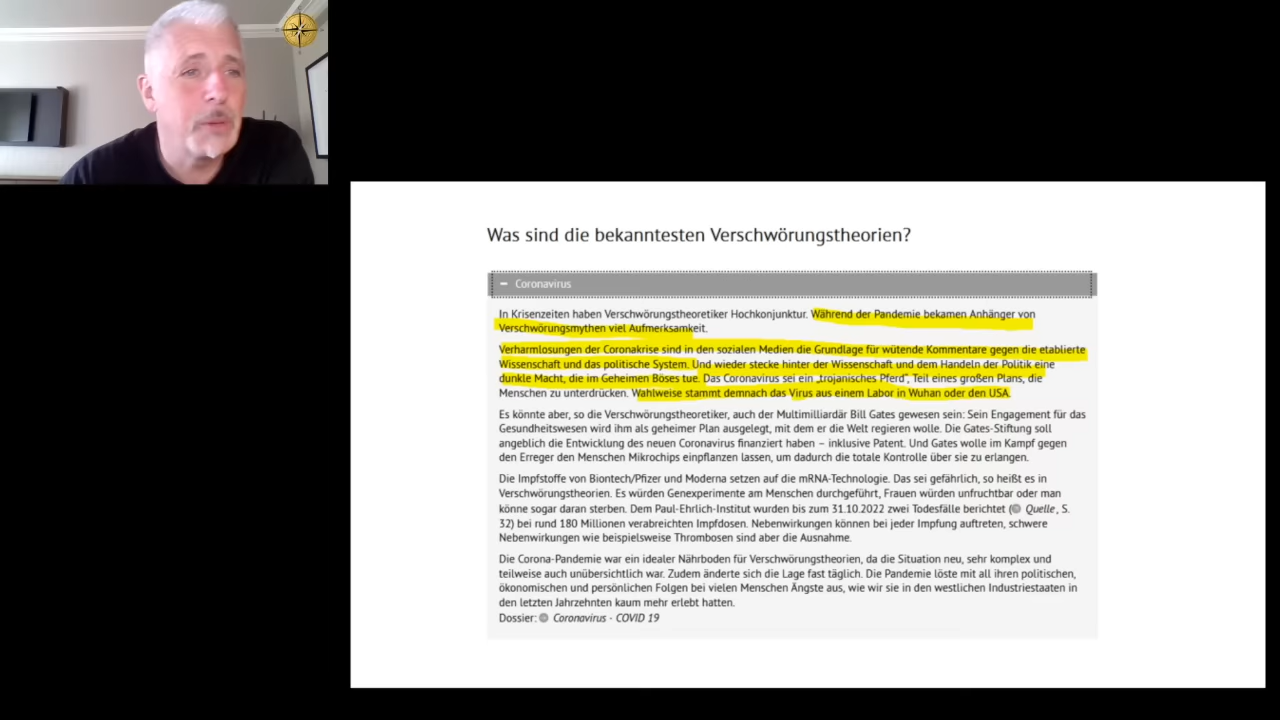 Was sind die bekanntesten Verschwörungstheorien?
– Coronavirus
In Krisenzeiten haben Verschwörungstheoretiker Hochkonjunktur. Während der Pandemie bekamen Anhänger von
Verschwörungsmythen viel Aufmerksamkeit.
Verharmlosungen der Coronakrise sind in den sozialen Medien die Grundlage für wütende Kommentare gegen die etablierte
Wissenschaft und das politische System. Und wieder stecke hinter der Wissenschaft und dem Handeln der Politik eine
dunkle Macht, die im Geheimen Böses tue. Das Coronavirus sei ein „trojanisches Pferd", Teil eines großen Plans, die
Menschen zu unterdrücken. Wahlweise stammt demnach das Virus aus einem Labor in Wuhan oder den USA.
Es könnte aber, so die Verschwörungstheoretiker, auch der Multimilliardär Bill Gates gewesen sein: Sein Engagement für das
Gesundheitswesen wird ihm als geheimer Plan ausgelegt, mit dem er die Welt regieren wolle. Die Gates-Stiftung soll
angeblich die Entwicklung des neuen Coronavirus finanziert haben – inklusive Patent. Und Gates wolle im Kampf gegen
den Erreger den Menschen Mikrochips einpflanzen lassen, um dadurch die totale Kontrolle über sie zu erlangen.
Die Impfstoffe von Biontech/Pfizer und Moderna setzen auf die mRNA-Technologie. Das sei gefährlich, so heißt es in
Verschwörungstheorien. Es würden Genexperimente am Menschen durchgeführt, Frauen würden unfruchtbar oder man
könne sogar daran sterben. Dem Paul-Ehrlich-Institut wurden bis zum 31.10.2022 zwei Todesfälle berichtet (Quelle, S.
32) bei rund 180 Millionen verabreichten Impfdosen. Nebenwirkungen können bei jeder Impfung auftreten, schwere
Nebenwirkungen wie beispielsweise Thrombosen sind aber die Ausnahme.
Die Corona-Pandemie war ein idealer Nährboden für Verschwörungstheorien, da die Situation neu, sehr komplex und
teilweise auch unübersichtlich war. Zudem änderte sich die Lage fast täglich. Die Pandemie löste mit all ihren politischen,
ökonomischen und persönlichen Folgen bei vielen Menschen Ängste aus, wie wir sie in den westlichen Industriestaaten in
den letzten Jahrzehnten kaum mehr erlebt hatten.
Dossier: Coronavirus - COVID 19